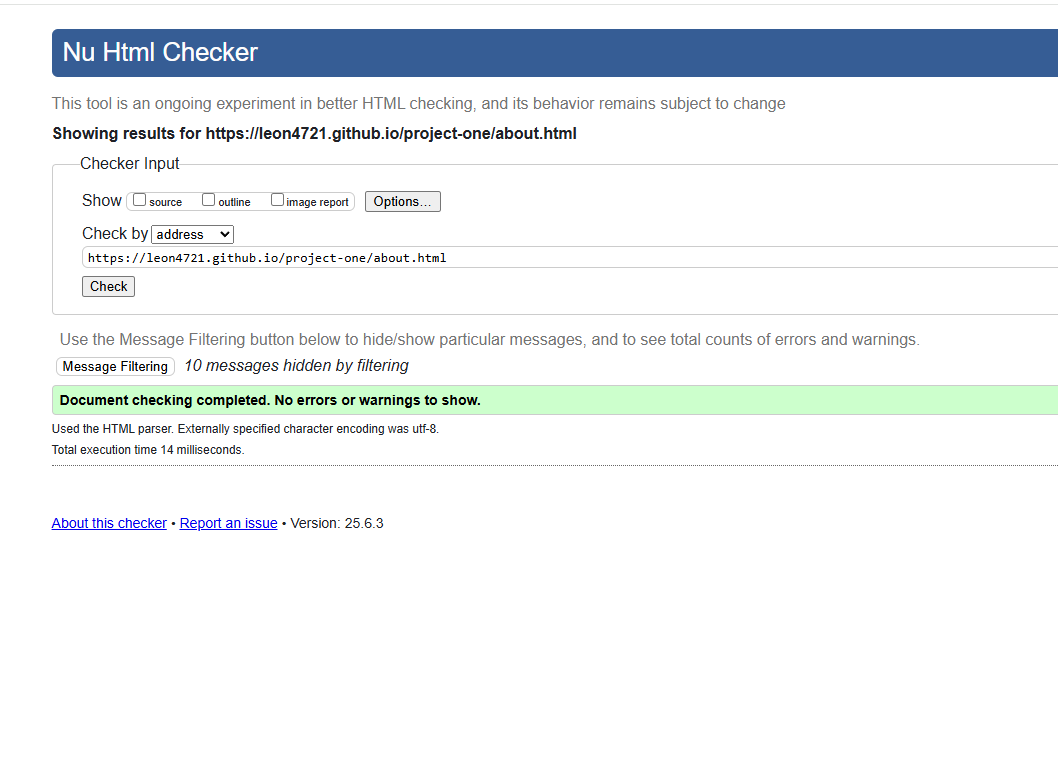 Nu Html Checker
This tool is an ongoing experiment in better HTML checking, and its behavior remains subject to change
Showing results for https://leon4721.github.io/project-one/about.html
Checker Input
Show source outline image report Options...
Check by address
https://leon4721.github.io/project-one/about.html
Check
Use the Message Filtering button below to hide/show particular messages, and to see total counts of errors and warnings.
Message Filtering 10 messages hidden by filtering
Document checking completed. No errors or warnings to show.
Used the HTML parser. Externally specified character encoding was utf-8.
Total execution time 14 milliseconds.
About this checker • Report an issue • Version: 25.6.3